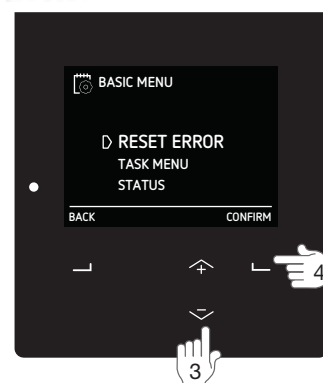 BASIC MENU
RESET ERROR
TASK MENU
STATUS
BACK CONFIRM
4
3